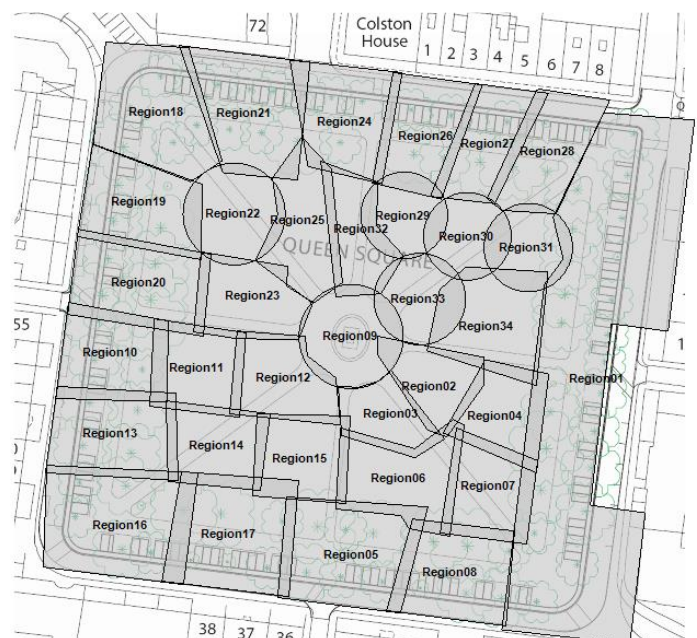 72
Colston
House
1
2
3
4
5
6
7
8
Region18
Region21
Region24
Region26
Region27
Region28
Region19
Region22
Region25
Region32
Region29
Region30
Region31
QUEEN SQUARE
Region20
Region23
Region33
Region34
55
Region09
Region10
Region11
Region12
Region02
Region01
Region03
Region04
Region13
Region14
Region15
Region06
Region07
Region16
Region17
Region05
Region08
38
37
36